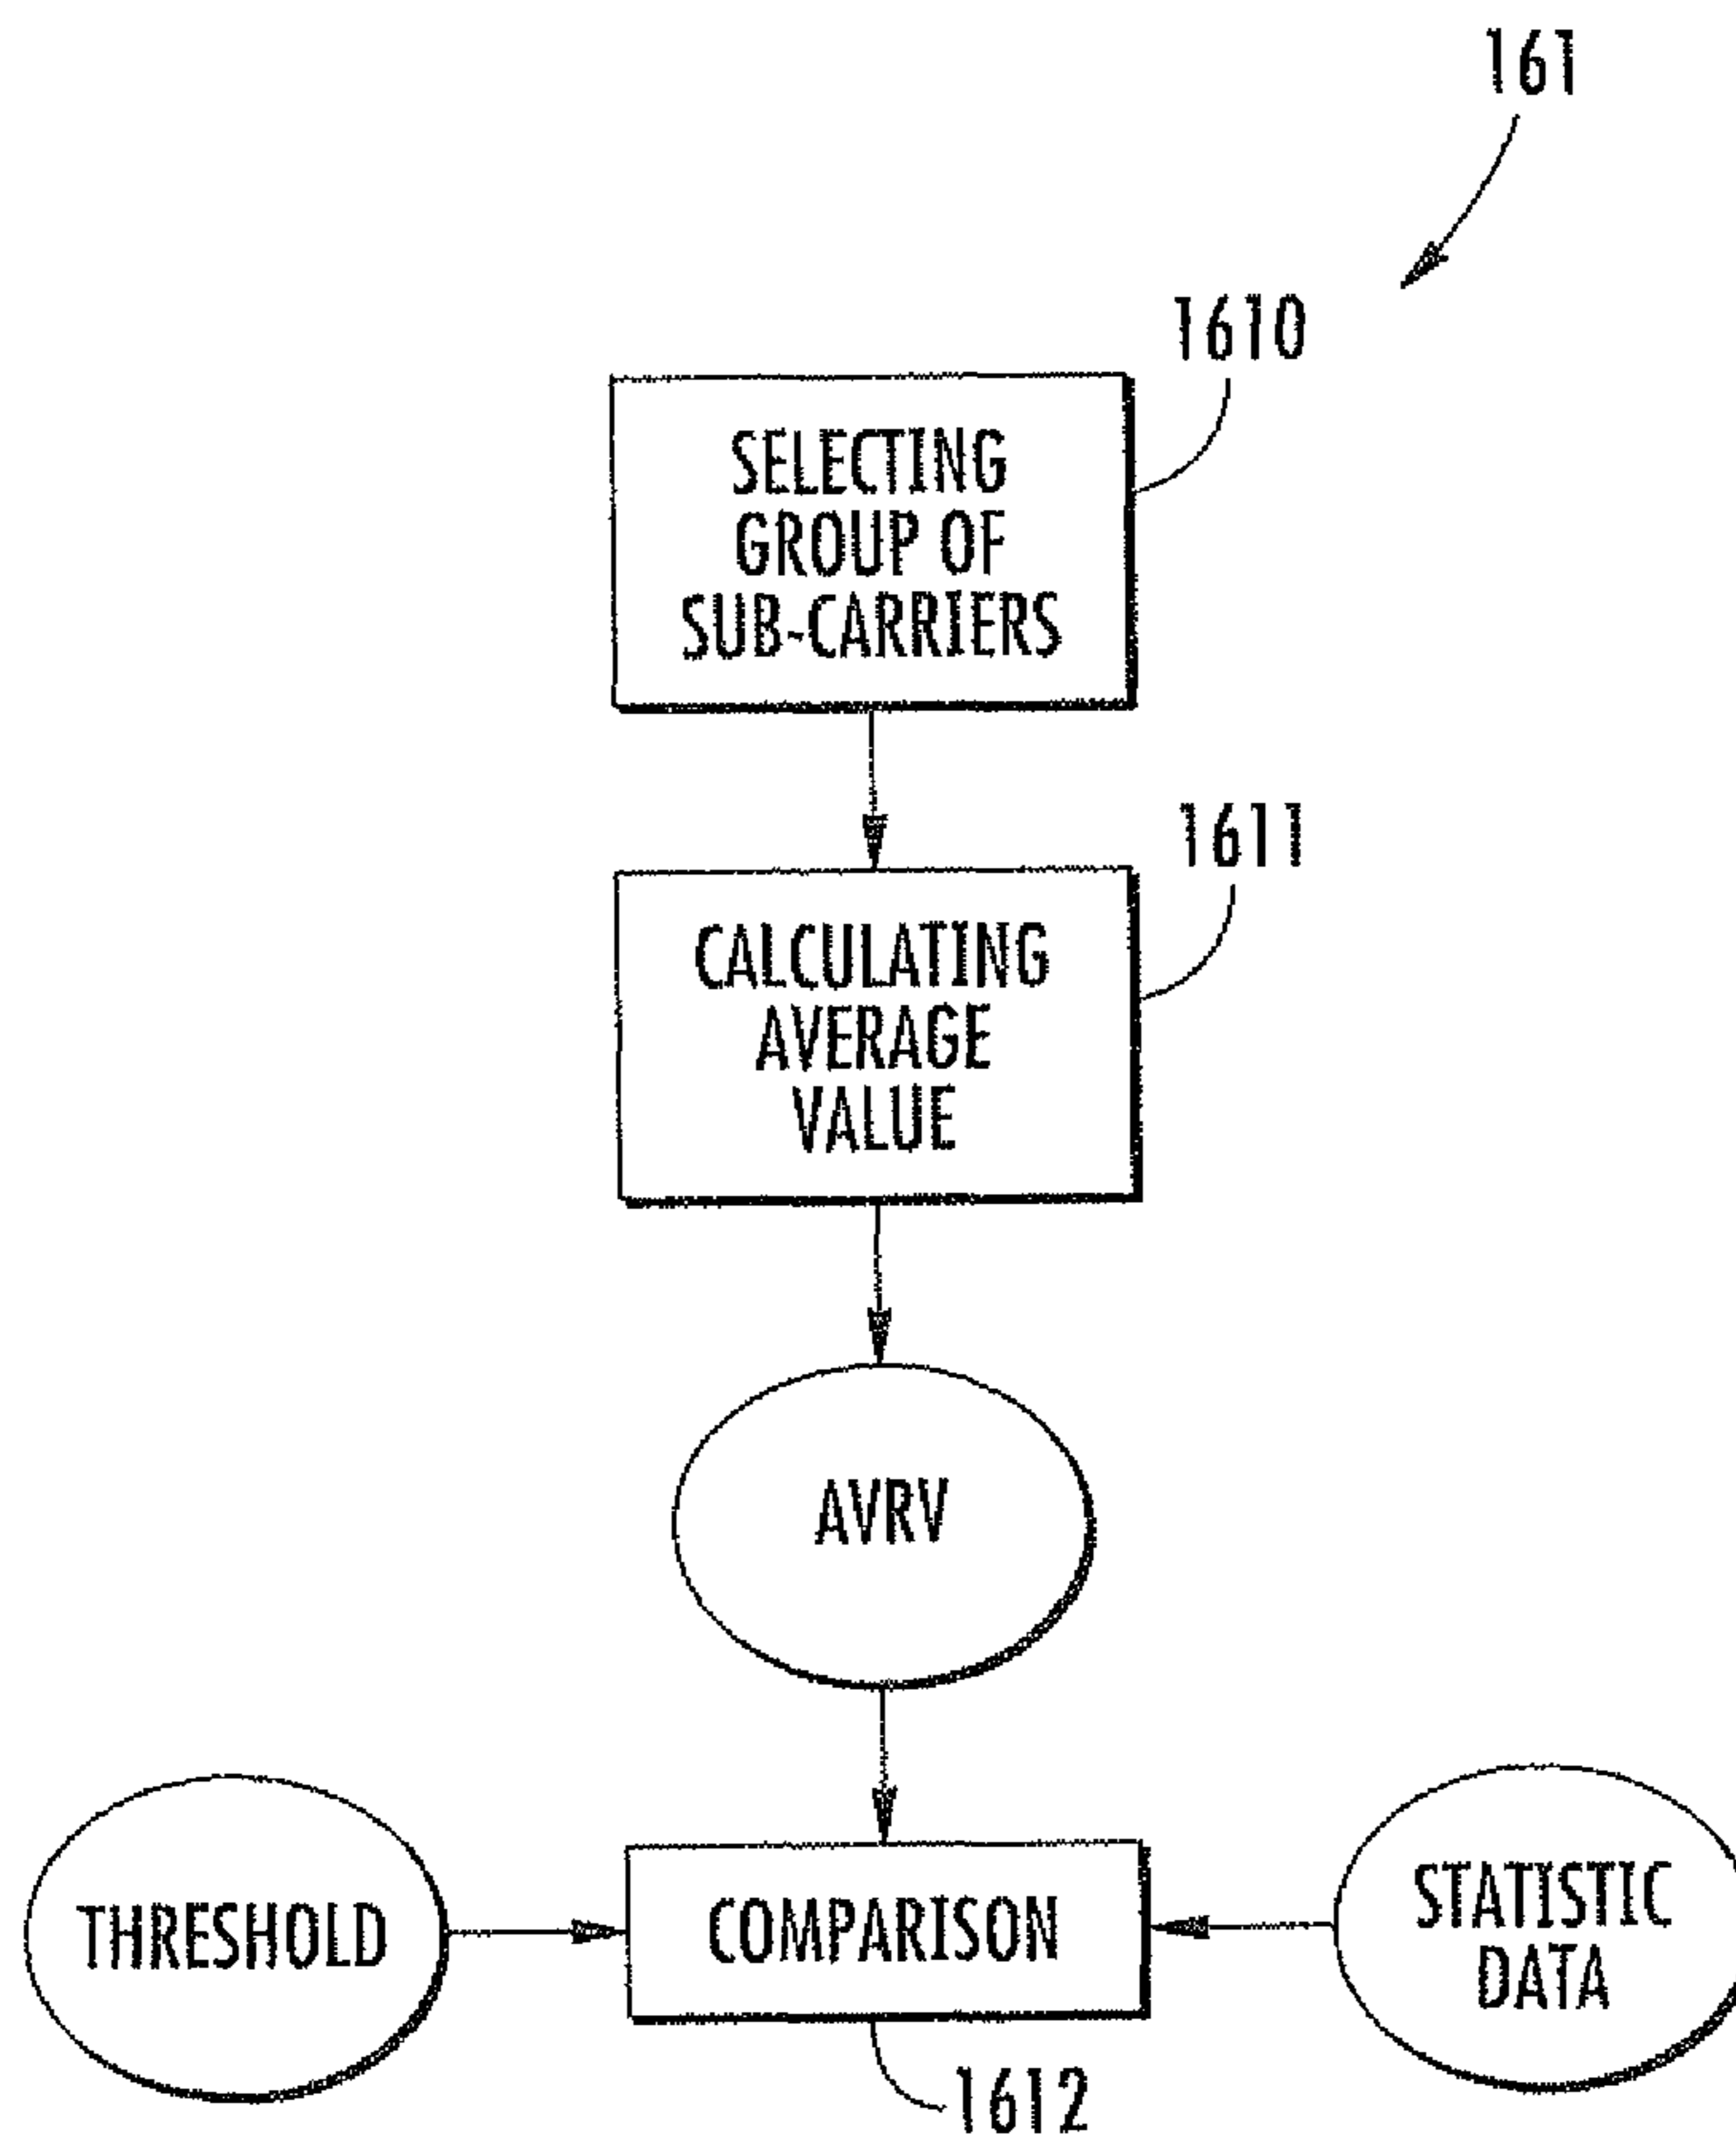 161
1610
SELECTING
GROUP OF
SUB-CARRIERS
1611
CALCULATING
AVERAGE
VALUE
AVRV
THRESHOLD
COMPARISON
STATISTIC
DATA
1612